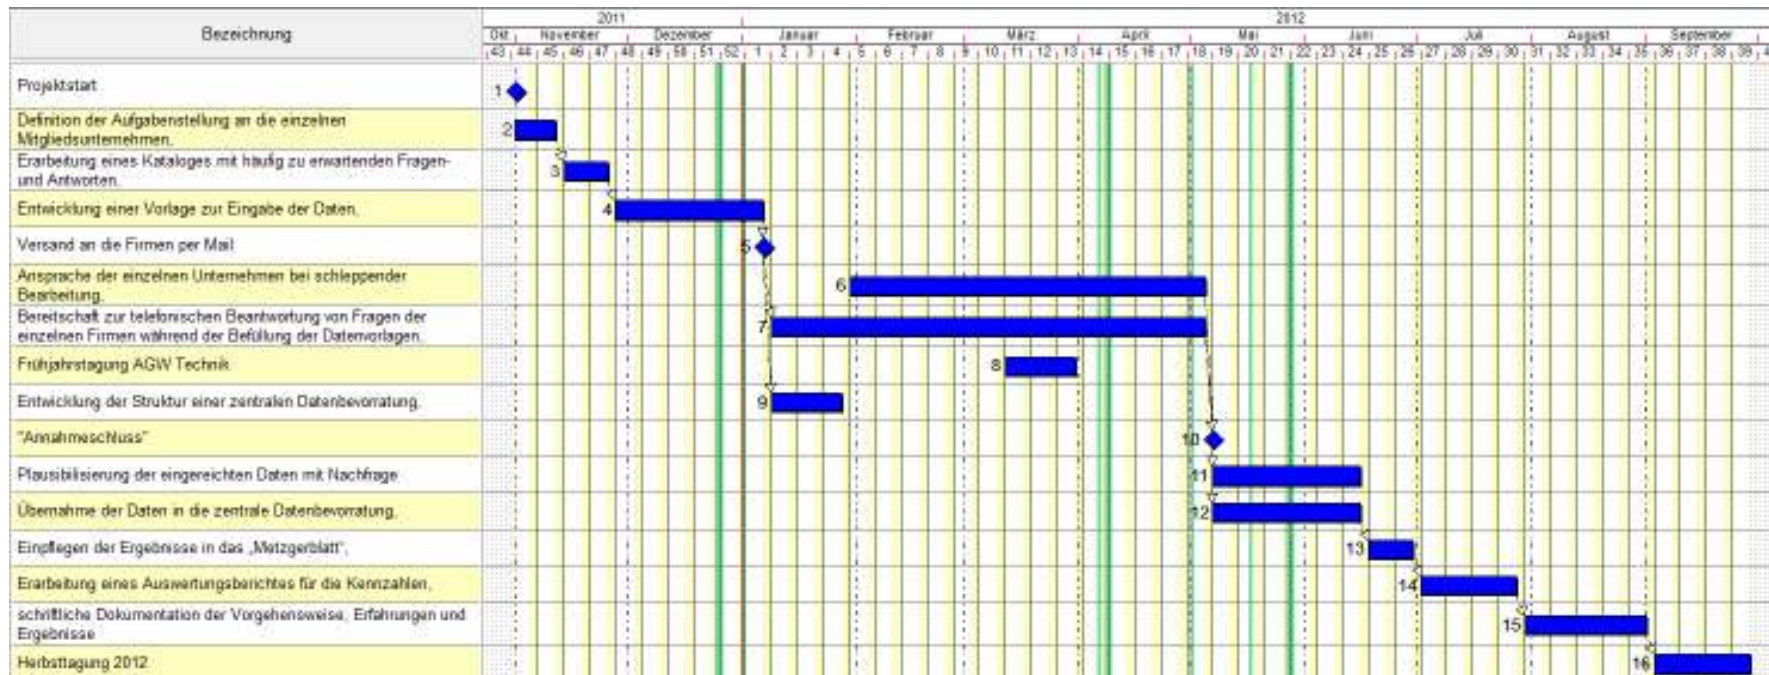 Bezeichnung
2011 2012
Okt November Dezember Januar Februar März April Mai Juni Juli August September
43 44 45 46 47 48 49 50 51 52 1 2 3 4 5 6 7 8 9 10 11 12 13 14 15 16 17 18 19 20 21 22 23 24 25 26 27 28 29 30 31 32 33 34 35 36 37 38 39 4
Projektstart
1
Definition der Aufgabenstellung an die einzelnen
Mitgliedsunternehmen,
2
Erarbeitung eines Kataloges mit häufig zu erwartenden Fragen-
und Antworten,
3
Entwicklung einer Vorlage zur Eingabe der Daten,
4
Versand an die Firmen per Mail
5
Ansprache der einzelnen Unternehmen bei schleppender
Bearbeitung,
6
Bereitschaft zur telefonischen Beantwortung von Fragen der
einzelnen Firmen während der Befüllung der Datenvorlagen,
7
Frühjahrstagung AGW Technik
8
Entwicklung der Struktur einer zentralen Datenbevorratung,
9
"Annahmeschluss"
10
Plausibilisierung der eingereichten Daten mit Nachfrage
11
Übernahme der Daten in die zentrale Datenbevorratung,
12
Einpflegen der Ergebnisse in das „Metzgerblatt",
13
Erarbeitung eines Auswertungsberichtes für die Kennzahlen,
14
schriftliche Dokumentation der Vorgehensweise, Erfahrungen und
Ergebnisse
15
Herbsttagung 2012
16